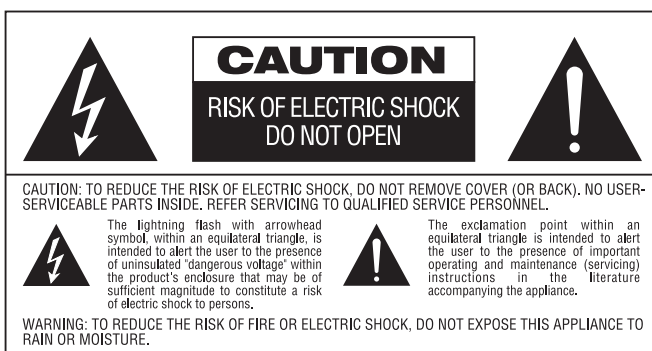 CAUTION
RISK OF ELECTRIC SHOCK
DO NOT OPEN
CAUTION: TO REDUCE THE RISK OF ELECTRIC SHOCK, DO NOT REMOVE COVER (OR BACK). NO USER-
SERVICEABLE PARTS INSIDE. REFER SERVICING TO QUALIFIED SERVICE PERSONNEL.
The lightning flash with arrowhead
symbol, within an equilateral triangle, is
intended to alert the user to the presence
of uninsulated "dangerous voltage" within
the product's enclosure that may be of
sufficient magnitude to constitute a risk
of electric shock to persons.
The exclamation point within an
equilateral triangle is intended to alert
the user to the presence of important
operating and maintenance (servicing)
instructions in the literature
accompanying the appliance.
WARNING: TO REDUCE THE RISK OF FIRE OR ELECTRIC SHOCK, DO NOT EXPOSE THIS APPLIANCE TO
RAIN OR MOISTURE.